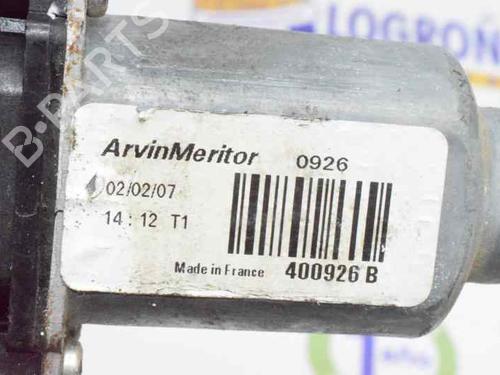 B-PARTS
LOGROÑ
ArvinMeritor 0926
02/02/07
14 : 12 T1
Made in France 400926 B